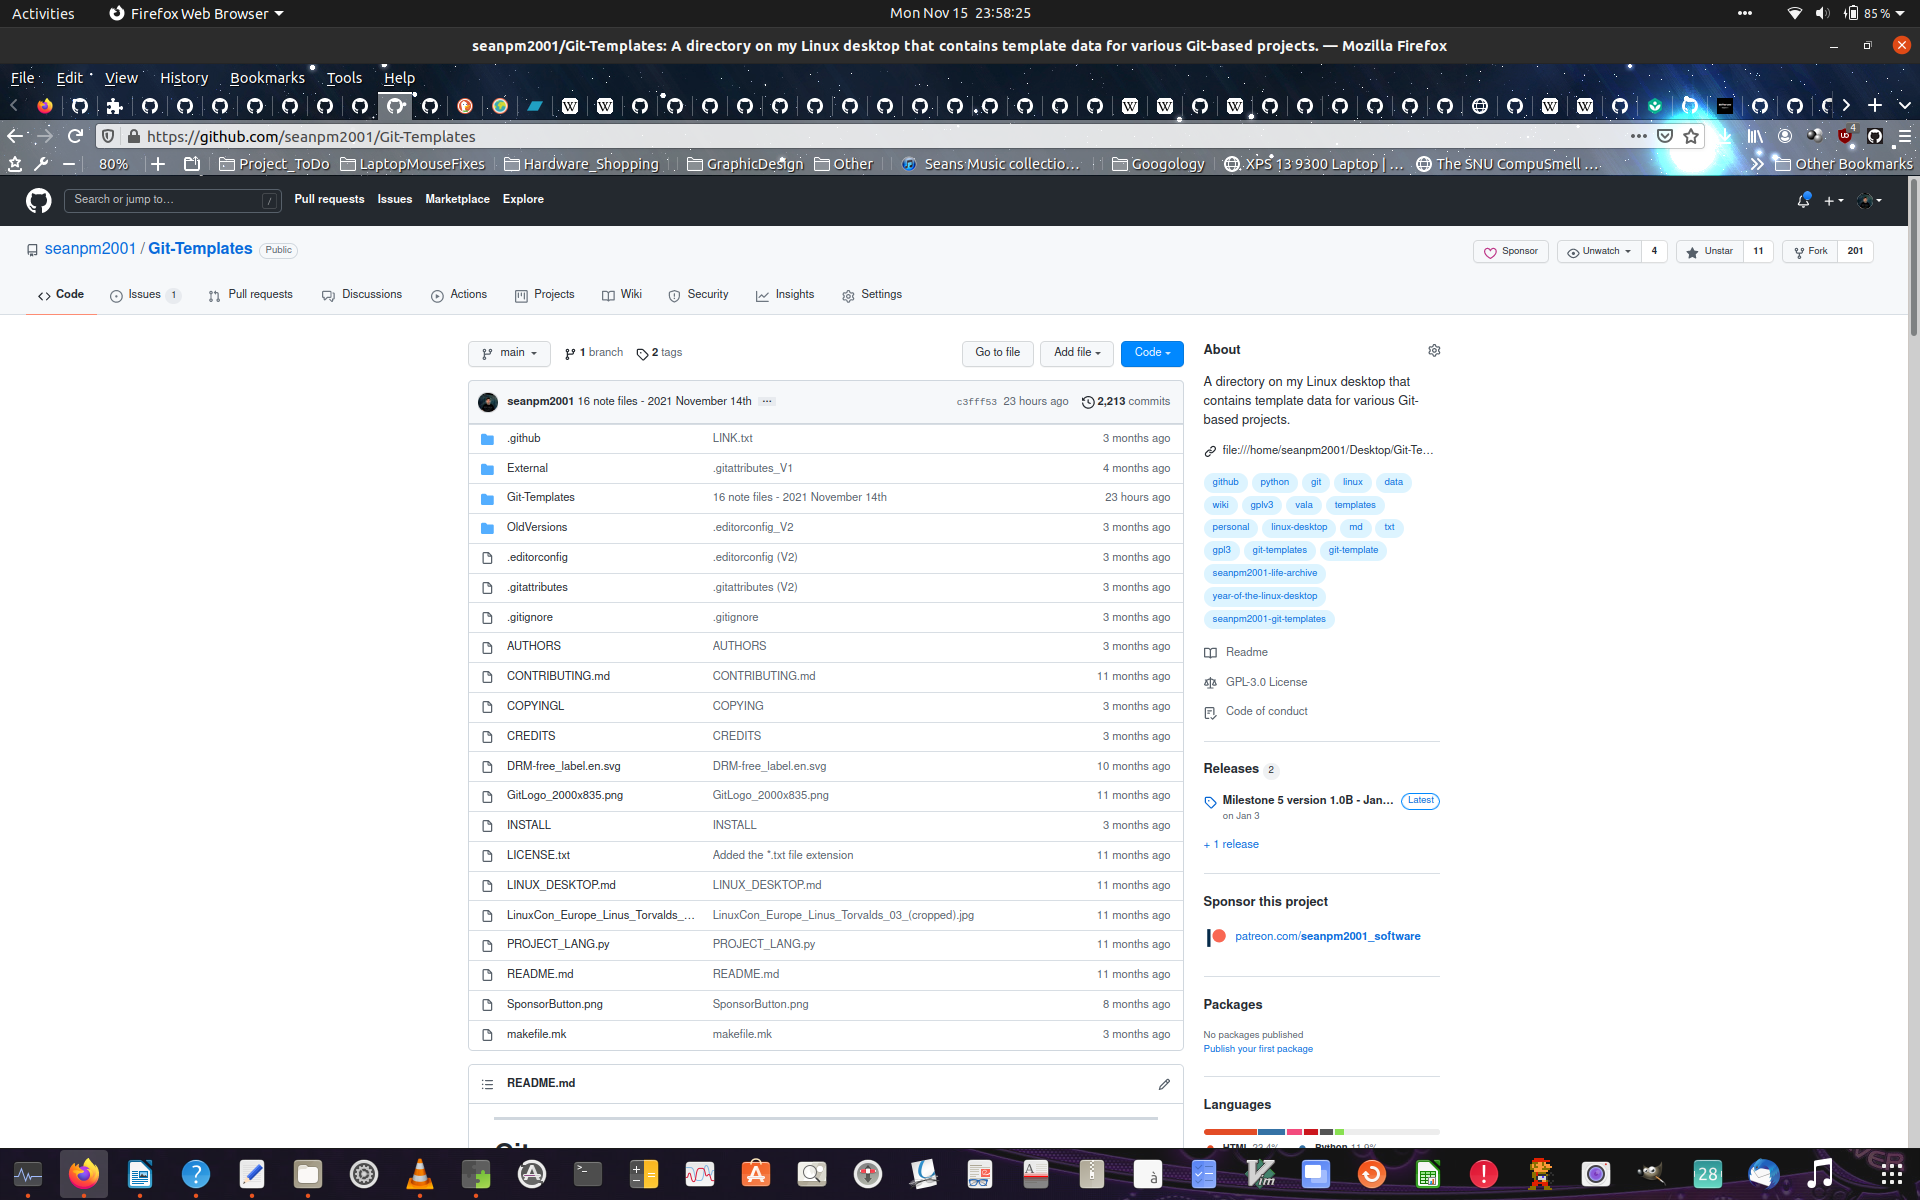 Activities
Firefox Web Browser
Mon Nov 15 23:58:25
85 %
seanpm2001/Git-Templates: A directory on my Linux desktop that contains template data for various Git-based projects. — Mozilla Firefox
File Edit View History Bookmarks Tools Help
https://github.com/seanpm2001/Git-Templates
80%
Project_ToDo
LaptopMouseFixes
Hardware_Shopping
GraphicDesign
Other
Seans Music collectio…
Googology
XPS 13 9300 Laptop | …
The SNU CompuSmell …
Other Bookmarks
Search or jump to…
/
Pull requests Issues Marketplace Explore
seanpm2001 / Git-Templates Public
Sponsor
Unwatch 4
Unstar 11
Fork 201
Code
Issues 1
Pull requests
Discussions
Actions
Projects
Wiki
Security
Insights
Settings
main
1 branch
2 tags
Go to file
Add file
Code
seanpm2001 16 note files - 2021 November 14th ... c3fff53 23 hours ago 2,213 commits
.github LINK.txt 3 months ago
External .gitattributes_V1 4 months ago
Git-Templates 16 note files - 2021 November 14th 23 hours ago
OldVersions .editorconfig_V2 3 months ago
.editorconfig .editorconfig (V2) 3 months ago
.gitattributes .gitattributes (V2) 3 months ago
.gitignore .gitignore 3 months ago
AUTHORS AUTHORS 3 months ago
CONTRIBUTING.md CONTRIBUTING.md 11 months ago
COPYINGL COPYING 3 months ago
CREDITS CREDITS 3 months ago
DRM-free_label.en.svg DRM-free_label.en.svg 10 months ago
GitLogo_2000x835.png GitLogo_2000x835.png 11 months ago
INSTALL INSTALL 3 months ago
LICENSE.txt Added the *.txt file extension 11 months ago
LINUX_DESKTOP.md LINUX_DESKTOP.md 11 months ago
LinuxCon_Europe_Linus_Torvalds_… LinuxCon_Europe_Linus_Torvalds_03_(cropped).jpg 11 months ago
PROJECT_LANG.py PROJECT_LANG.py 11 months ago
README.md README.md 11 months ago
SponsorButton.png SponsorButton.png 8 months ago
makefile.mk makefile.mk 3 months ago
README.md
About
A directory on my Linux desktop that
contains template data for various Git-
based projects.
file:///home/seanpm2001/Desktop/Git-Te…
github python git linux data
wiki gplv3 vala templates
personal linux-desktop md txt
gpl3 git-templates git-template
seanpm2001-life-archive
year-of-the-linux-desktop
seanpm2001-git-templates
Readme
GPL-3.0 License
Code of conduct
Releases 2
Milestone 5 version 1.0B - Jan… Latest
on Jan 3
+ 1 release
Sponsor this project
patreon.com/seanpm2001_software
Packages
No packages published
Publish your first package
Languages
HTML 23.4% Python 11.9%
28